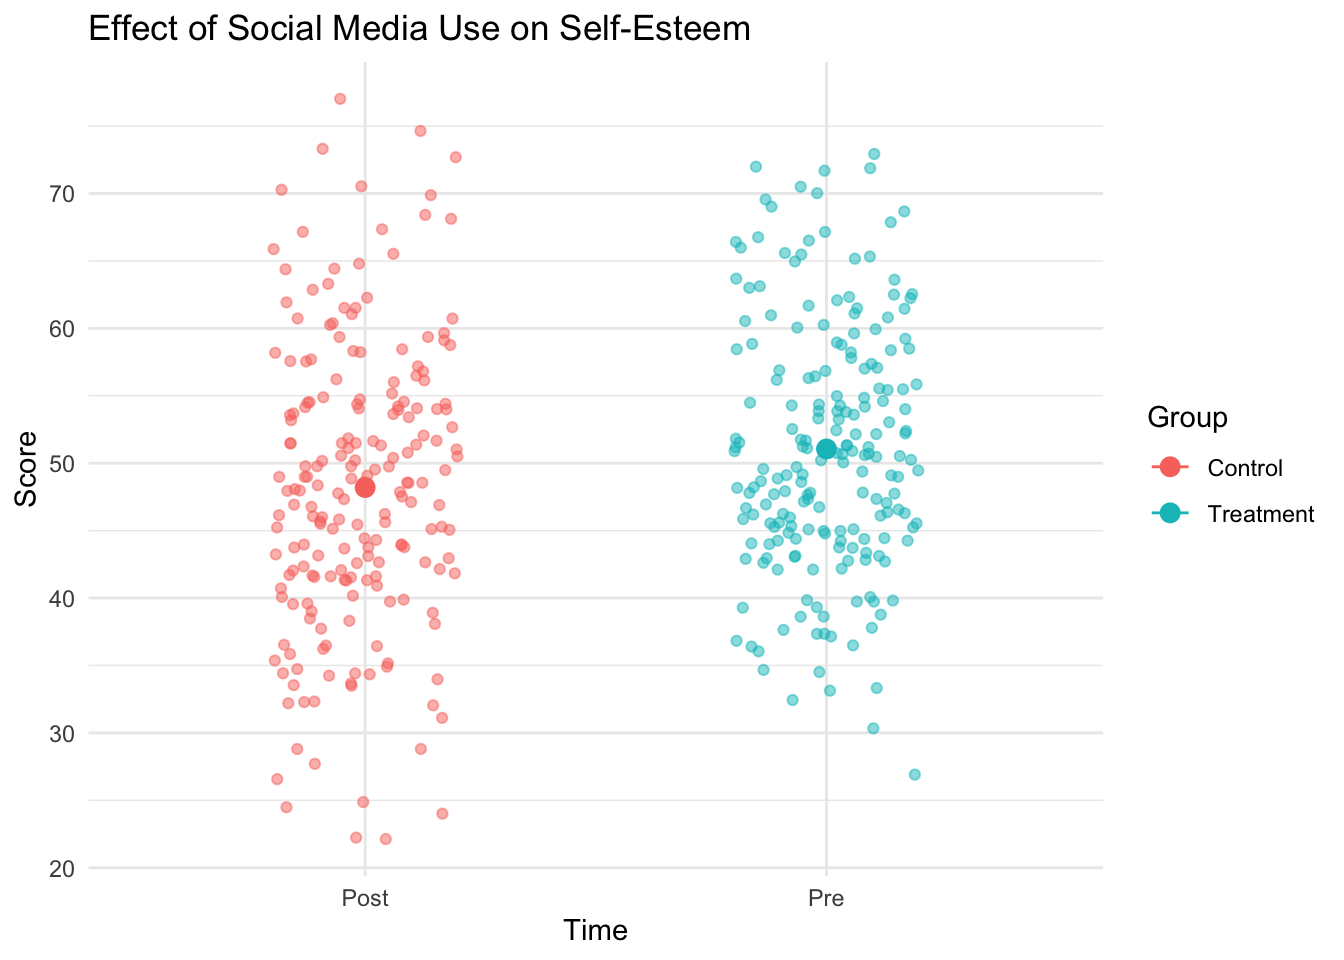 Effect of Social Media Use on Self-Esteem
70
60
50
40
30
20
Score
Post
Pre
Time
Group
Control
Treatment